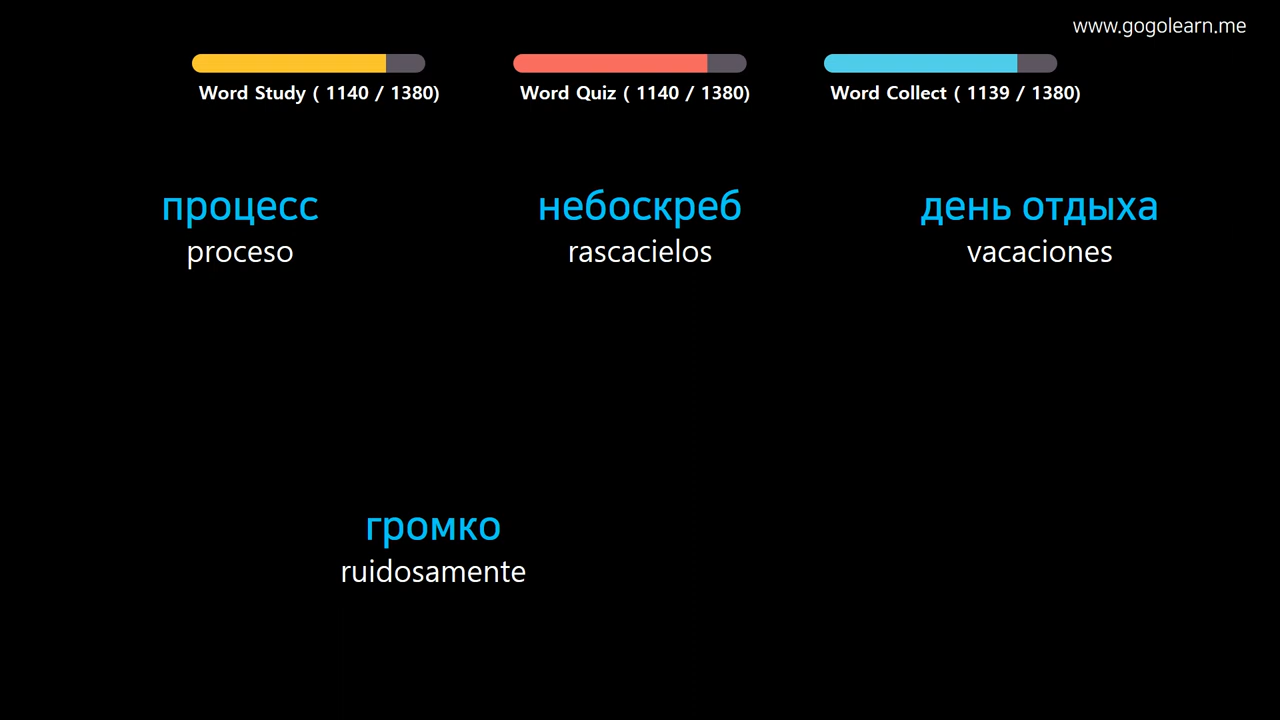 www.gogolearn.me
Word Study ( 1140 / 1380)
Word Quiz ( 1140 / 1380)
Word Collect ( 1139 / 1380)
процесс
proceso
небоскреб
rascacielos
день отдыха
vacaciones
громко
ruidosamente